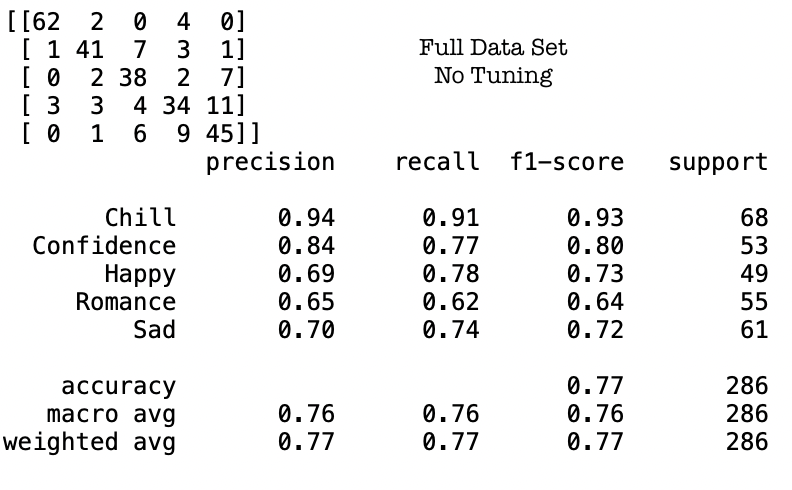 [[62 2 0 4 0]
[ 1 41 7 3 1]
[ 0 2 38 2 7]
[ 3 3 4 34 11]
[ 0 1 6 9 45]]
Full Data Set
No Tuning
precision recall f1-score support
Chill 0.94 0.91 0.93 68
Confidence 0.84 0.77 0.80 53
Happy 0.69 0.78 0.73 49
Romance 0.65 0.62 0.64 55
Sad 0.70 0.74 0.72 61
accuracy 0.77 286
macro avg 0.76 0.76 0.76 286
weighted avg 0.77 0.77 0.77 286